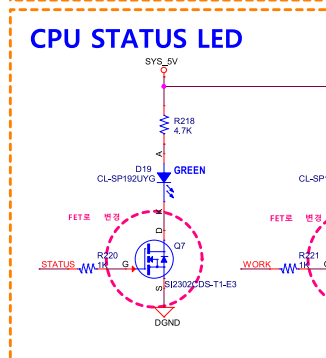 CPU STATUS LED
SYS_5V
R218
4.7K
A
D19
GREEN
CL-SP192UYG
CL-SP1
K
FET로 변경
FET로 변경
D
Q7
R220
R221
STATUS
1K
G
WORK
1K
G
S
SI2302CDS-T1-E3
DGND